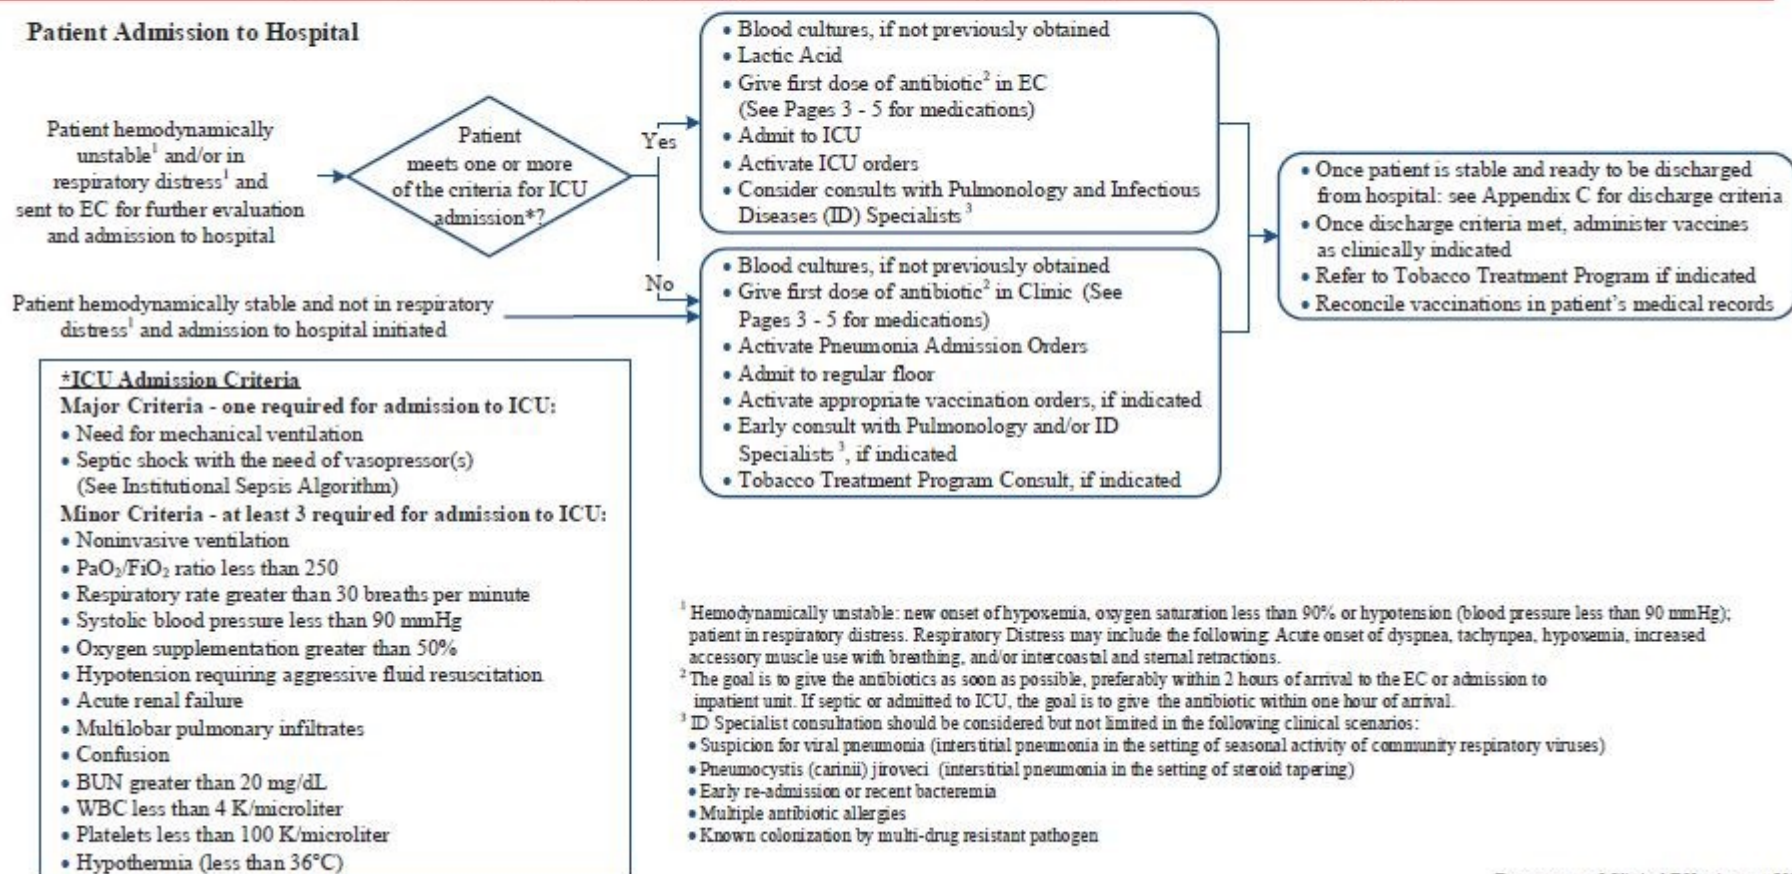 Patient Admission to Hospital
Patient hemodynamically
unstable¹ and/or in
respiratory distress¹ and
sent to EC for further evaluation
and admission to hospital
Patient
meets one or more
of the criteria for ICU
admission*?
Yes
No
• Blood cultures, if not previously obtained
• Lactic Acid
• Give first dose of antibiotic² in EC
(See Pages 3 - 5 for medications)
• Admit to ICU
• Activate ICU orders
• Consider consults with Pulmonology and Infectious
Diseases (ID) Specialists³
Patient hemodynamically stable and not in respiratory
distress¹ and admission to hospital initiated
• Blood cultures, if not previously obtained
• Give first dose of antibiotic² in Clinic (See
Pages 3 - 5 for medications)
• Activate Pneumonia Admission Orders
• Admit to regular floor
• Activate appropriate vaccination orders, if indicated
• Early consult with Pulmonology and/or ID
Specialists³, if indicated
• Tobacco Treatment Program Consult, if indicated
• Once patient is stable and ready to be discharged
from hospital: see Appendix C for discharge criteria
• Once discharge criteria met, administer vaccines
as clinically indicated
• Refer to Tobacco Treatment Program if indicated
• Reconcile vaccinations in patient's medical records
*ICU Admission Criteria
Major Criteria - one required for admission to ICU:
• Need for mechanical ventilation
• Septic shock with the need of vasopressor(s)
(See Institutional Sepsis Algorithm)
Minor Criteria - at least 3 required for admission to ICU:
• Noninvasive ventilation
• PaO₂/FiO₂ ratio less than 250
• Respiratory rate greater than 30 breaths per minute
• Systolic blood pressure less than 90 mmHg
• Oxygen supplementation greater than 50%
• Hypotension requiring aggressive fluid resuscitation
• Acute renal failure
• Multilobar pulmonary infiltrates
• Confusion
• BUN greater than 20 mg/dL
• WBC less than 4 K/microliter
• Platelets less than 100 K/microliter
• Hypothermia (less than 36°C)
¹ Hemodynamically unstable: new onset of hypoxemia, oxygen saturation less than 90% or hypotension (blood pressure less than 90 mmHg);
patient in respiratory distress. Respiratory Distress may include the following: Acute onset of dyspnea, tachynpea, hypoxemia, increased
accessory muscle use with breathing, and/or intercoastal and sternal retractions.
² The goal is to give the antibiotics as soon as possible, preferably within 2 hours of arrival to the EC or admission to
inpatient unit. If septic or admitted to ICU, the goal is to give the antibiotic within one hour of arrival.
³ ID Specialist consultation should be considered but not limited in the following clinical scenarios:
• Suspicion for viral pneumonia (interstitial pneumonia in the setting of seasonal activity of community respiratory viruses)
• Pneumocystis (carinii) jiroveci (interstitial pneumonia in the setting of steroid tapering)
• Early re-admission or recent bacteremia
• Multiple antibiotic allergies
• Known colonization by multi-drug resistant pathogen